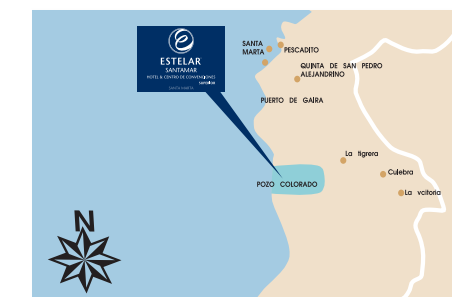 ESTELAR
SANTAMAR
HOTEL & CENTRO DE CONVENCIONES
SANTA MARTA
SANTA
MARTA
PESCADITO
QUINTA DE SAN PEDRO
ALEJANDRINO
PUERTO DE GAIRA
La tigrera
Culebra
POZO COLORADO
La vcitoria
N